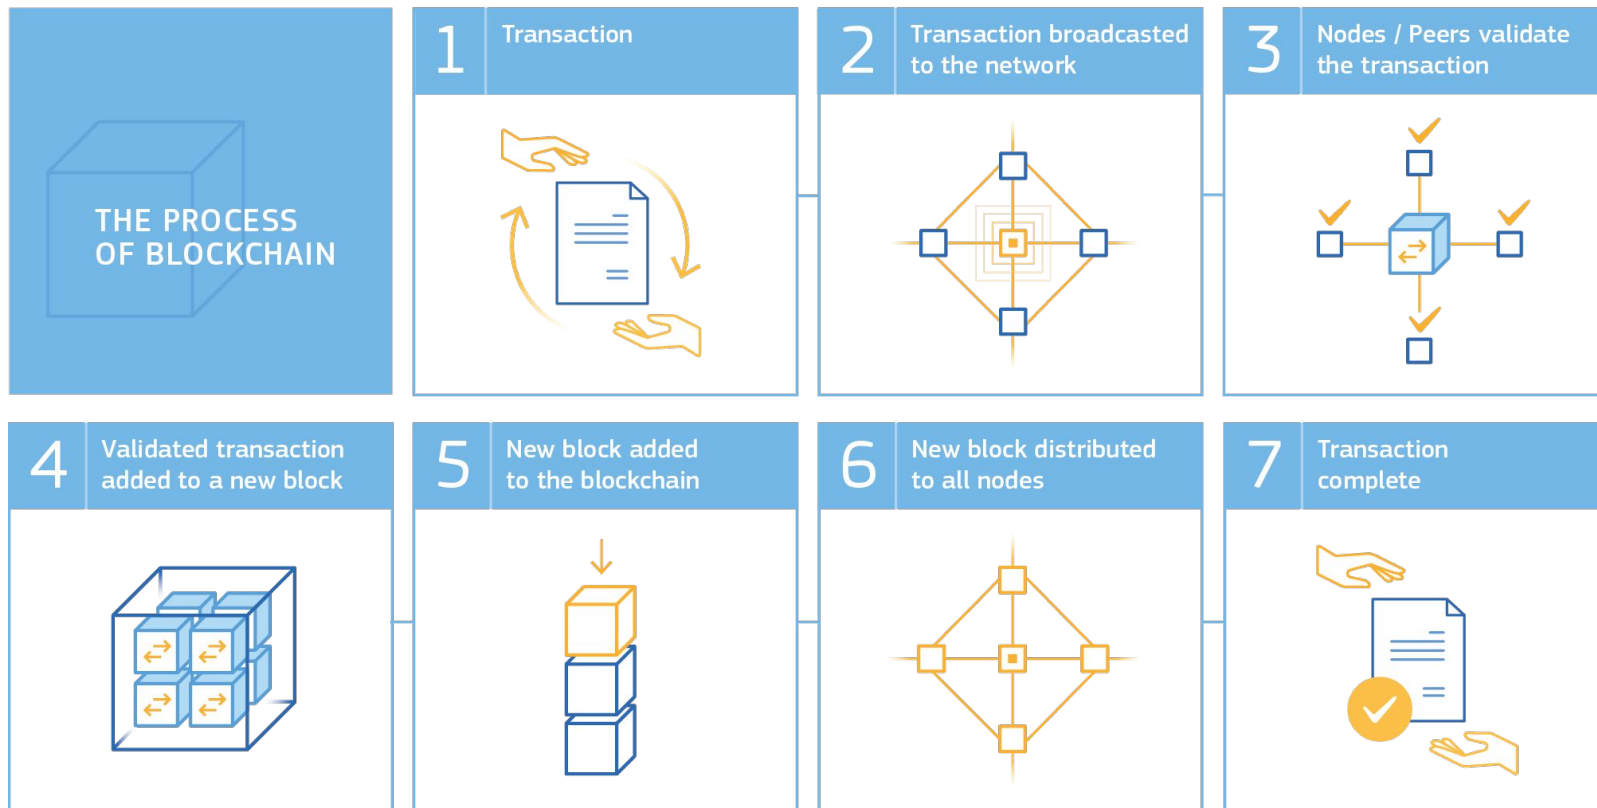 THE PROCESS
OF BLOCKCHAIN
1
Transaction
2
Transaction broadcasted
to the network
3
Nodes / Peers validate
the transaction
4
Validated transaction
added to a new block
5
New block added
to the blockchain
6
New block distributed
to all nodes
7
Transaction
complete